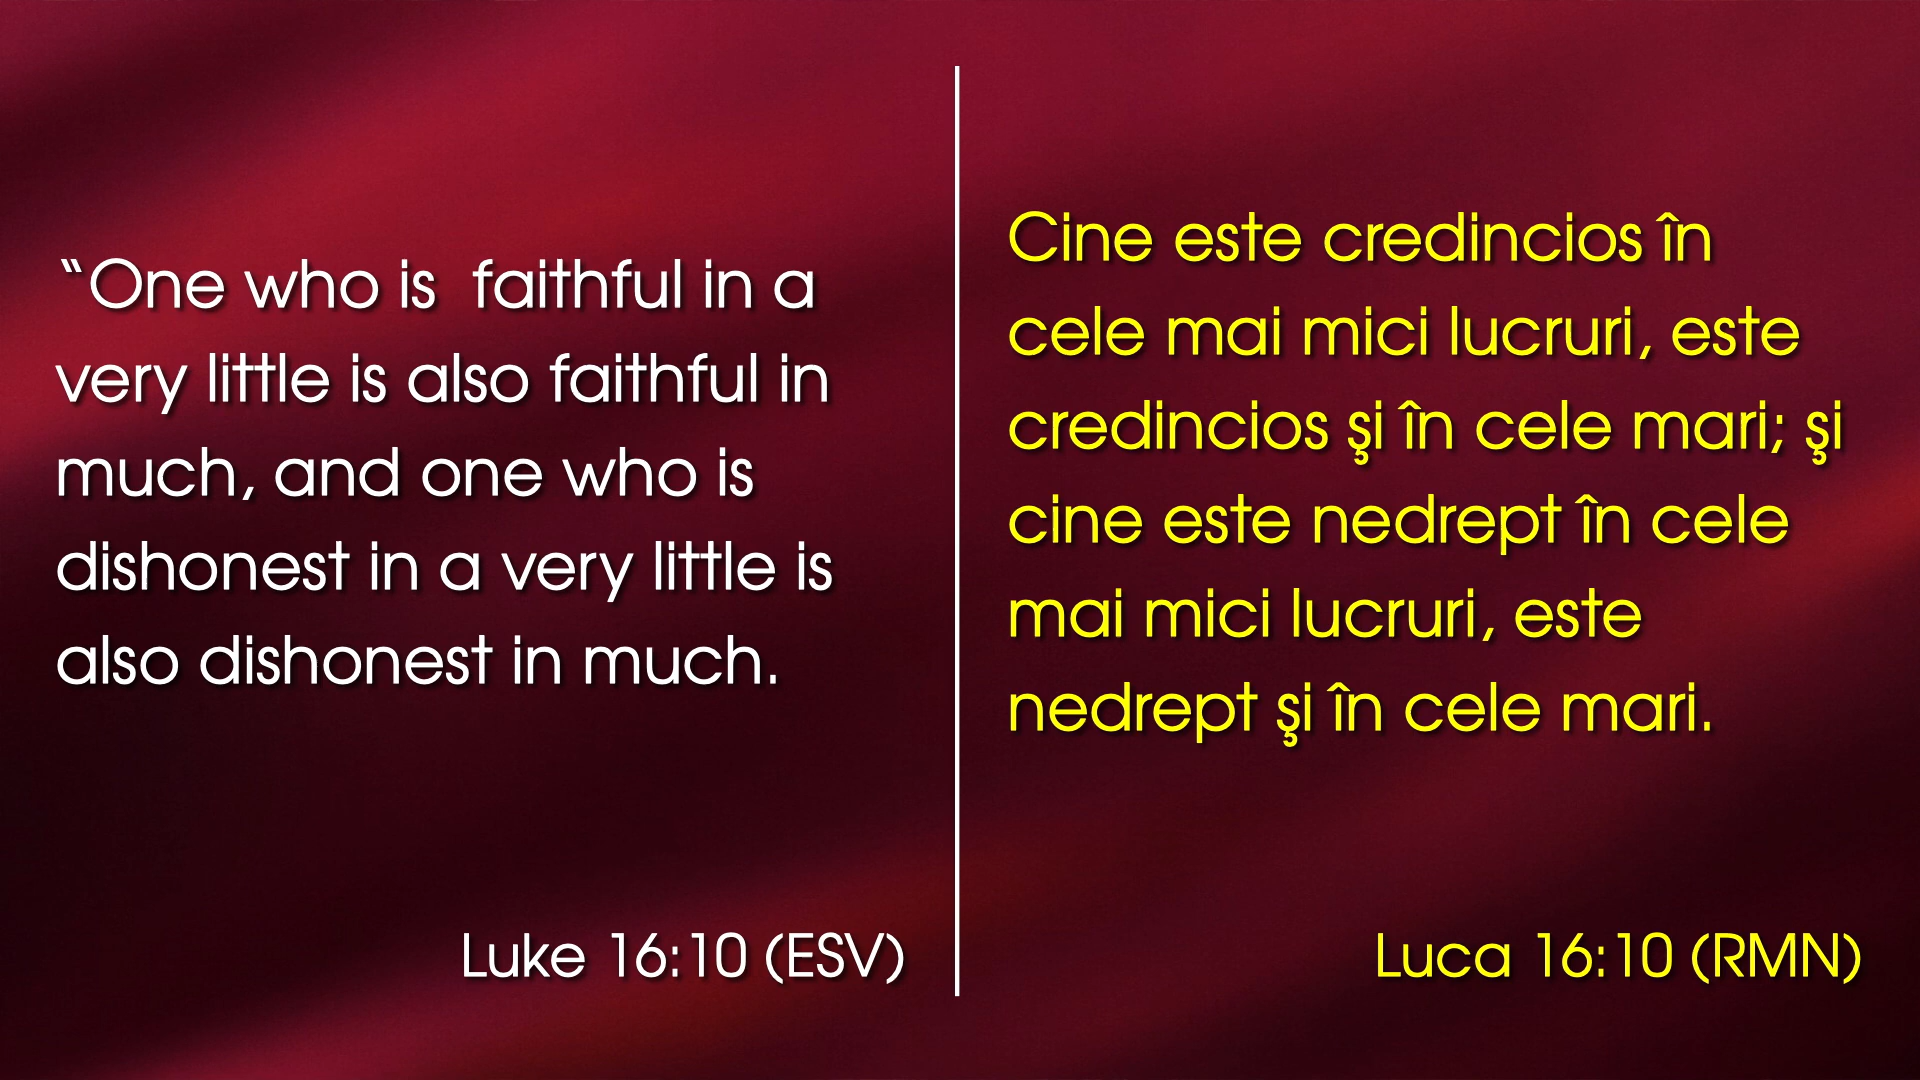 “One who is  faithful in a
very little is also faithful in
much, and one who is
dishonest in a very little is
also dishonest in much.
Luke 16:10 (ESV)
Cine este credincios în
cele mai mici lucruri, este
credincios şi în cele mari; şi
cine este nedrept în cele
mai mici lucruri, este
nedrept şi în cele mari.
Luca 16:10 (RMN)